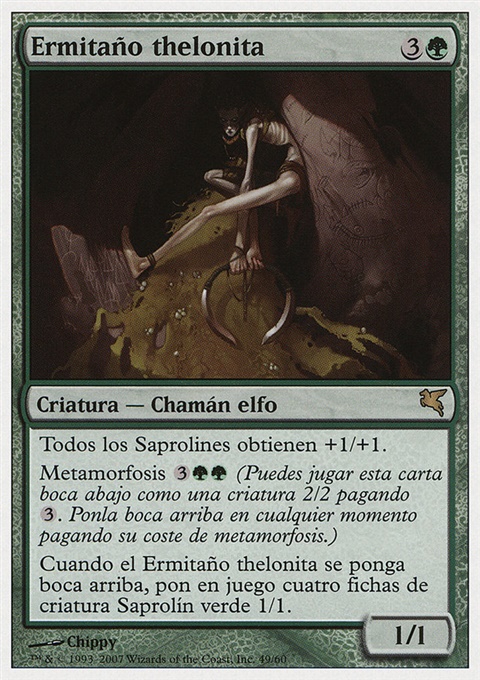 Ermitaño thelonita
3
Criatura — Chamán elfo
Todos los Saprolines obtienen +1/+1.
Metamorfosis 3 (Puedes jugar esta carta
boca abajo como una criatura 2/2 pagando
3. Ponla boca arriba en cualquier momento
pagando su coste de metamorfosis.)
Cuando el Ermitaño thelonita se ponga
boca arriba, pon en juego cuatro fichas de
criatura Saprolín verde 1/1.
1/1
Chippy
™ & © 1993–2007 Wizards of the Coast, Inc. 49/60